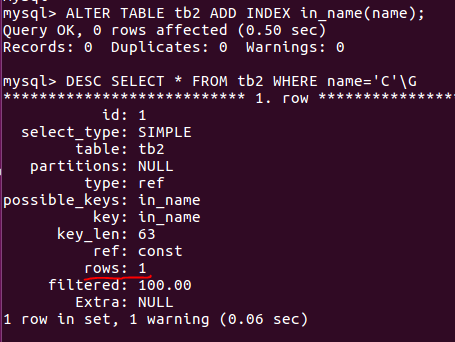 mysql> ALTER TABLE tb2 ADD INDEX in_name(name);
Query OK, 0 rows affected (0.50 sec)
Records: 0  Duplicates: 0  Warnings: 0

mysql> DESC SELECT * FROM tb2 WHERE name='C'\G
*************************** 1. row ****************
           id: 1
  select_type: SIMPLE
        table: tb2
   partitions: NULL
         type: ref
possible_keys: in_name
          key: in_name
      key_len: 63
          ref: const
         rows: 1
     filtered: 100.00
        Extra: NULL
1 row in set, 1 warning (0.06 sec)